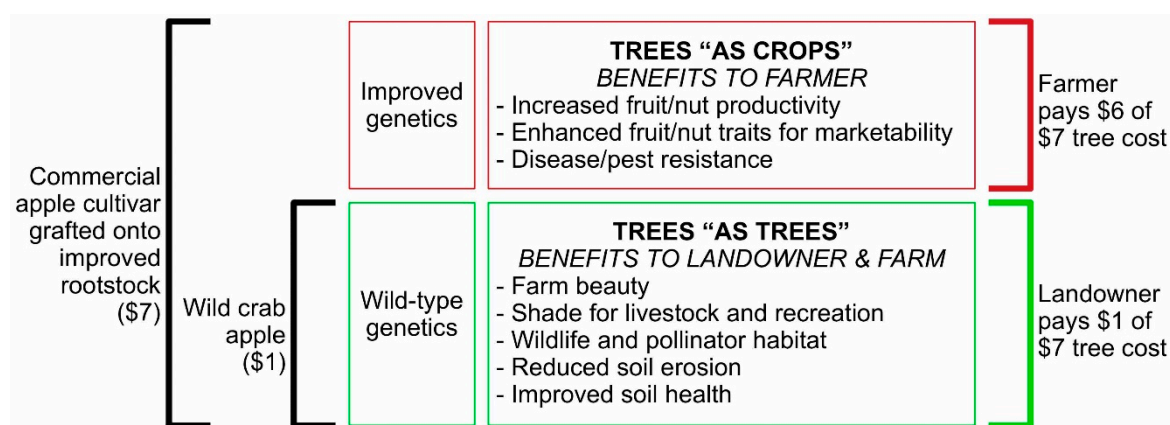 Commercial
apple cultivar
grafted onto
improved
rootstock
($7)
Wild crab
apple
($1)
Improved
genetics
TREES “AS CROPS”
BENEFITS TO FARMER
- Increased fruit/nut productivity
- Enhanced fruit/nut traits for marketability
- Disease/pest resistance
Farmer
pays $6 of
$7 tree cost
Wild-type
genetics
TREES “AS TREES”
BENEFITS TO LANDOWNER & FARM
- Farm beauty
- Shade for livestock and recreation
- Wildlife and pollinator habitat
- Reduced soil erosion
- Improved soil health
Landowner
pays $1 of
$7 tree cost